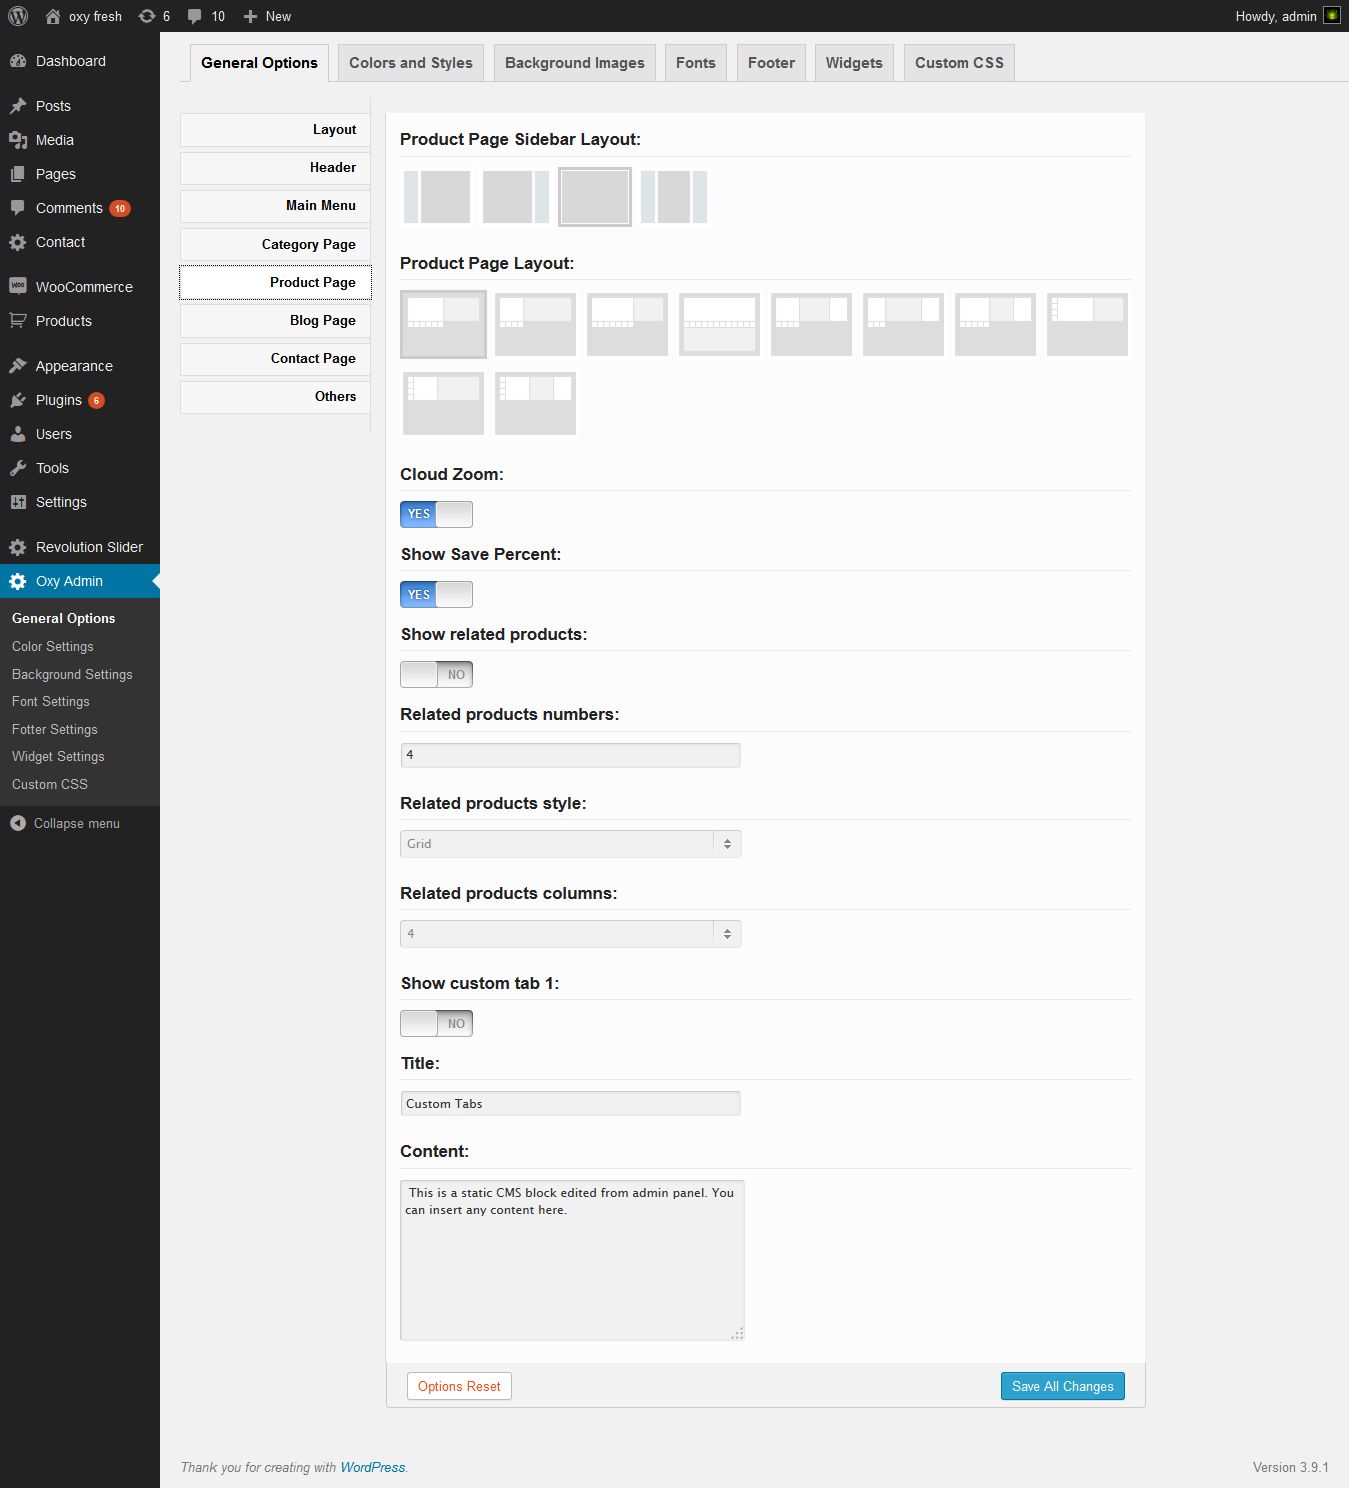 oxy fresh 6 10 New Howdy, admin
Dashboard
Posts
Media
Pages
Comments 10
Contact
WooCommerce
Products
Appearance
Plugins 6
Users
Tools
Settings
Revolution Slider
Oxy Admin
General Options
Color Settings
Background Settings
Font Settings
Fotter Settings
Widget Settings
Custom CSS
Collapse menu
General Options Colors and Styles Background Images Fonts Footer Widgets Custom CSS
Layout
Header
Main Menu
Category Page
Product Page
Blog Page
Contact Page
Others
Product Page Sidebar Layout:
Product Page Layout:
Cloud Zoom:
YES
Show Save Percent:
YES
Show related products:
NO
Related products numbers:
4
Related products style:
Grid
Related products columns:
4
Show custom tab 1:
NO
Title:
Custom Tabs
Content:
This is a static CMS block edited from admin panel. You
can insert any content here.
Options Reset Save All Changes
Thank you for creating with WordPress. Version 3.9.1